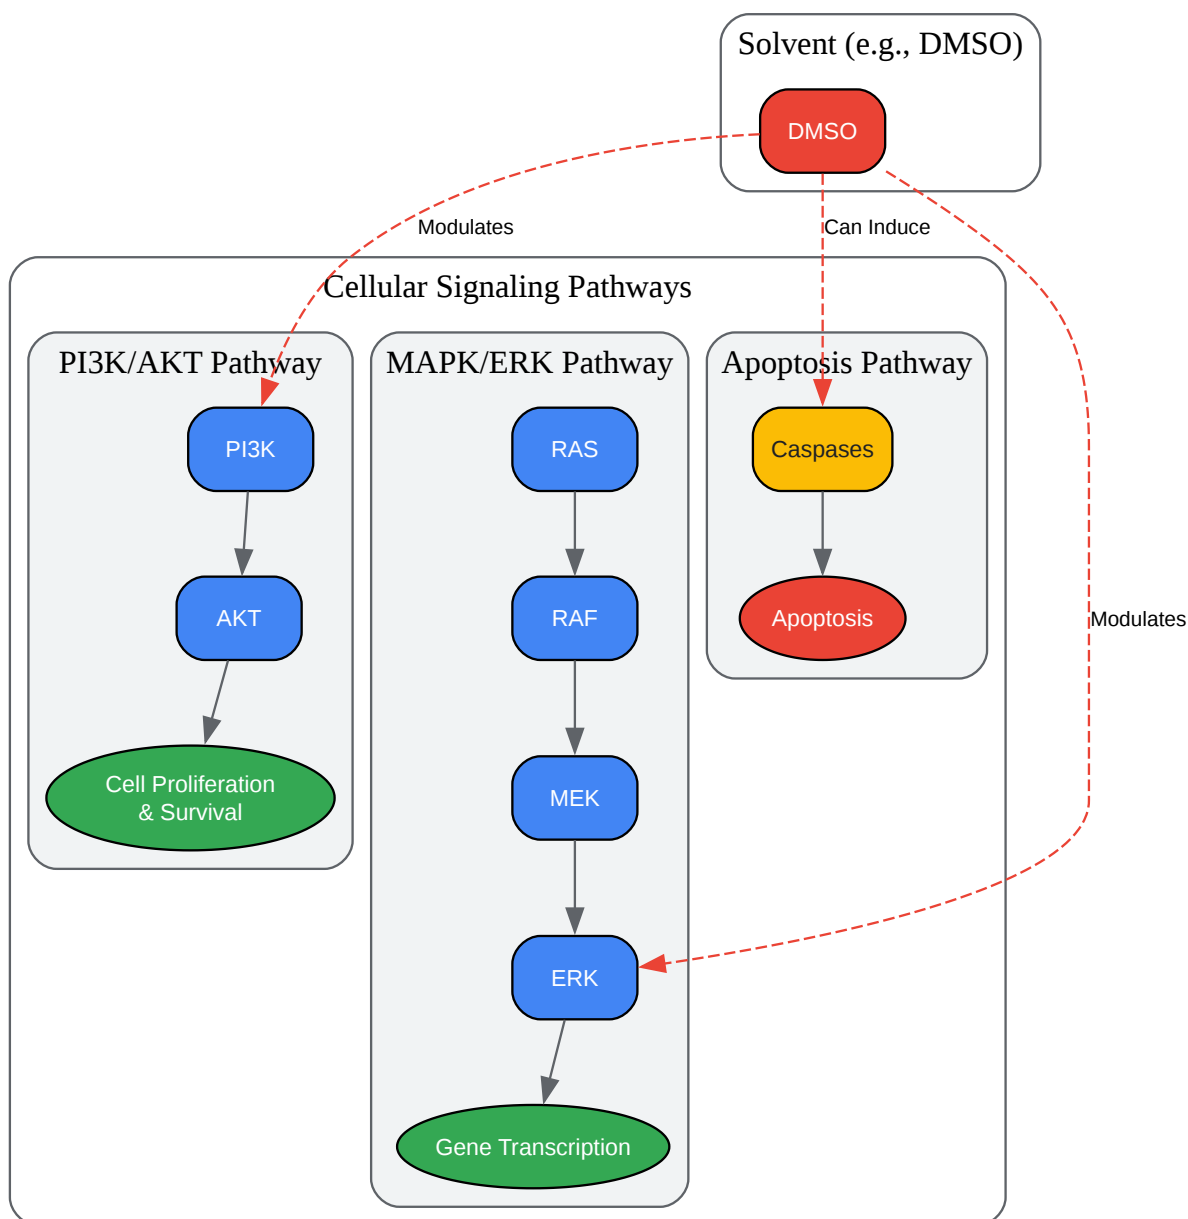 Solvent (e.g., DMSO)
DMSO
Modulates
Can Induce
Cellular Signaling Pathways
PI3K/AKT Pathway
MAPK/ERK Pathway
Apoptosis Pathway
PI3K
RAS
Caspases
AKT
RAF
Apoptosis
Modulates
Cell Proliferation
& Survival
MEK
ERK
Gene Transcription